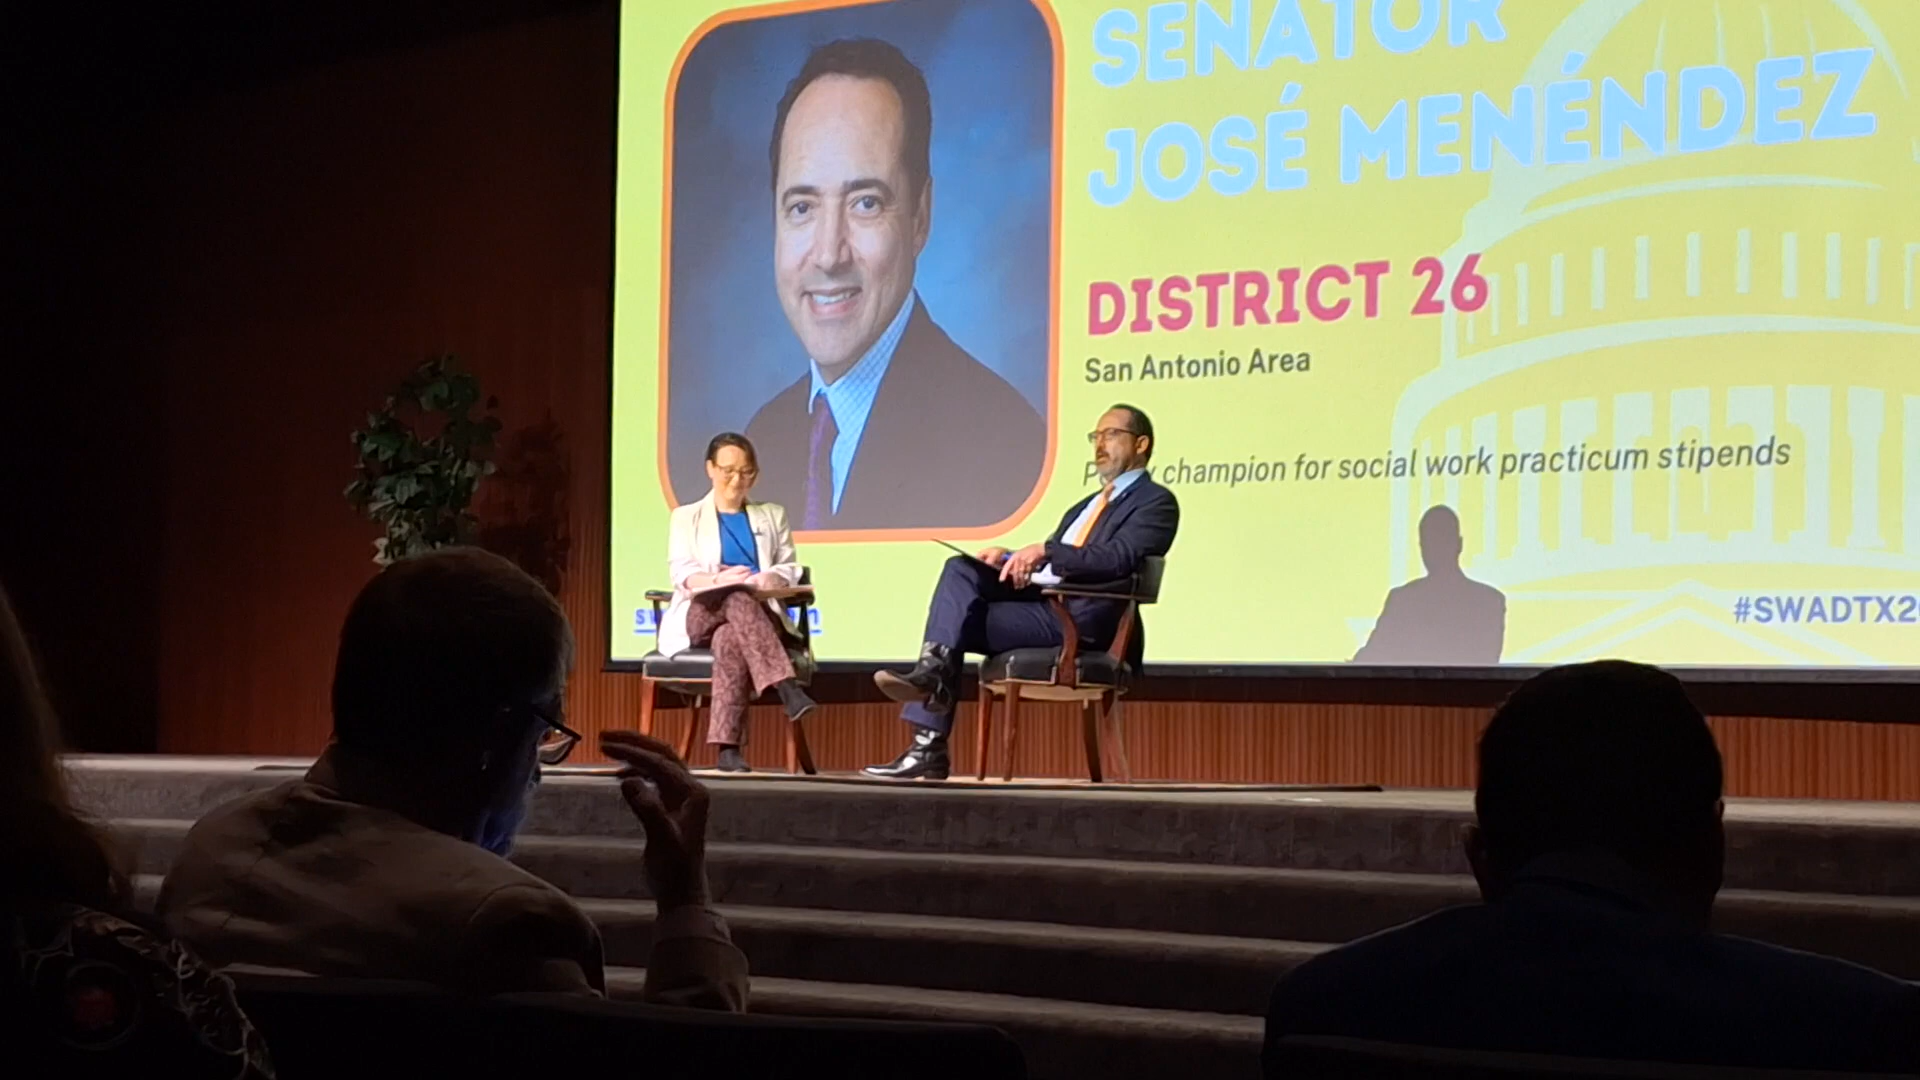 SENATOR
JOSÉ MENÉNDEZ
DISTRICT 26
San Antonio Area
champion for social work practicum stipends
#SWADTX2